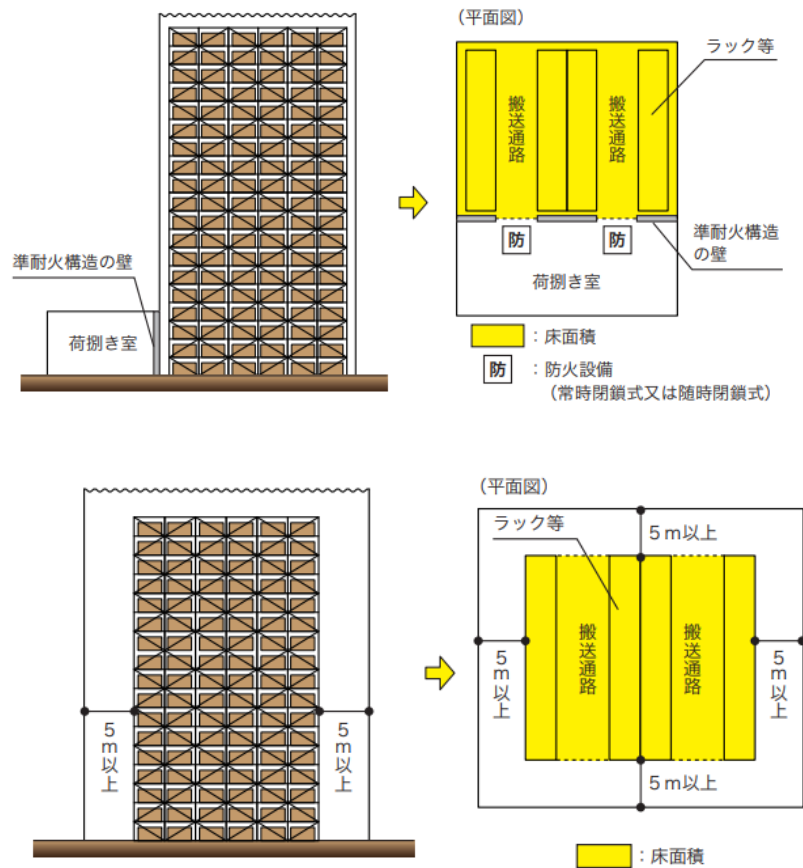 （平面図）
ラック等
搬送通路
搬送通路
準耐火構造の壁
荷捌き室
防
防
準耐火構造
の壁
荷捌き室
：床面積
防：防火設備
（常時閉鎖式又は随時閉鎖式）
（平面図）
ラック等
5m以上
搬送通路
搬送通路
5m以上
5m以上
5m以上
5m以上
5m以上
：床面積